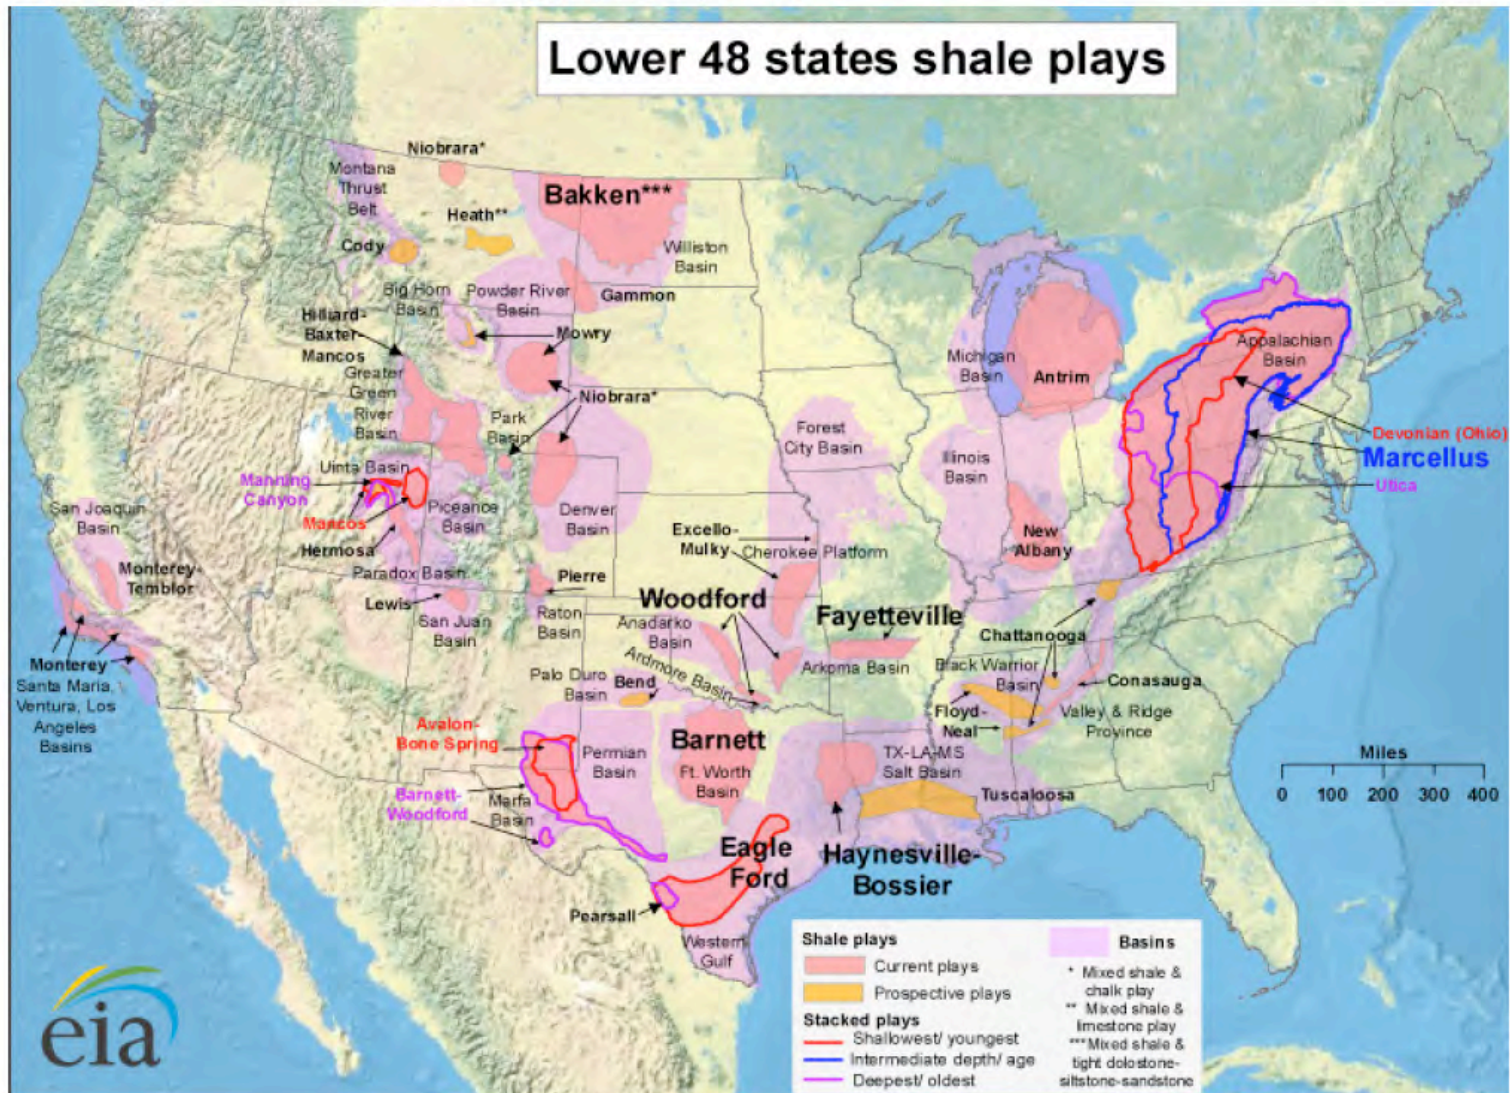 Lower 48 states shale plays
Niobrara*
Montana
Thrust
Belt
Bakken***
Heath**
Cody
Williston
Basin
Big Horn
Basin
Powder River
Basin
Gammon
Hilliard-
Baxter-
Mancos
Mowry
Greater
Green
River
Basin
Niobrara*
Park
Basin
Michigan
Basin
Antrim
Appalachian
Basin
Forest
City Basin
Illinois
Basin
Devonian (Ohio)
Marcellus
Utica
Uinta Basin
Manning
Canyon
Mancos
Piceance
Basin
Denver
Basin
San Joaquin
Basin
Hermosa
Excello-
Mulky
Cherokee Platform
New
Albany
Monterey-
Temblor
Paradox Basin
Pierre
Lewis
San Juan
Basin
Raton
Basin
Woodford
Anadarko
Basin
Fayetteville
Chattanooga
Monterey
Santa Maria,
Ventura, Los
Angeles
Basins
Palo Duro
Basin
Bend
Ardmore Basin
Arkoma Basin
Black Warrior
Basin
Conasauga
Floyd-
Neal
Valley & Ridge
Province
Avalon-
Bone Spring
Permian
Basin
Barnett
Ft. Worth
Basin
TX-LA-MS
Salt Basin
Tuscaloosa
Barnett-
Woodford
Marfa
Basin
Miles
0 100 200 300 400
Eagle
Ford
Haynesville-
Bossier
Pearsall
Western
Gulf
Shale plays
Current plays
Prospective plays
Stacked plays
Shallowest/ youngest
Intermediate depth/ age
Deepest/ oldest
Basins
* Mixed shale &
chalk play
** Mixed shale &
limestone play
***Mixed shale &
tight dolostone-
siltstone-sandstone
eia